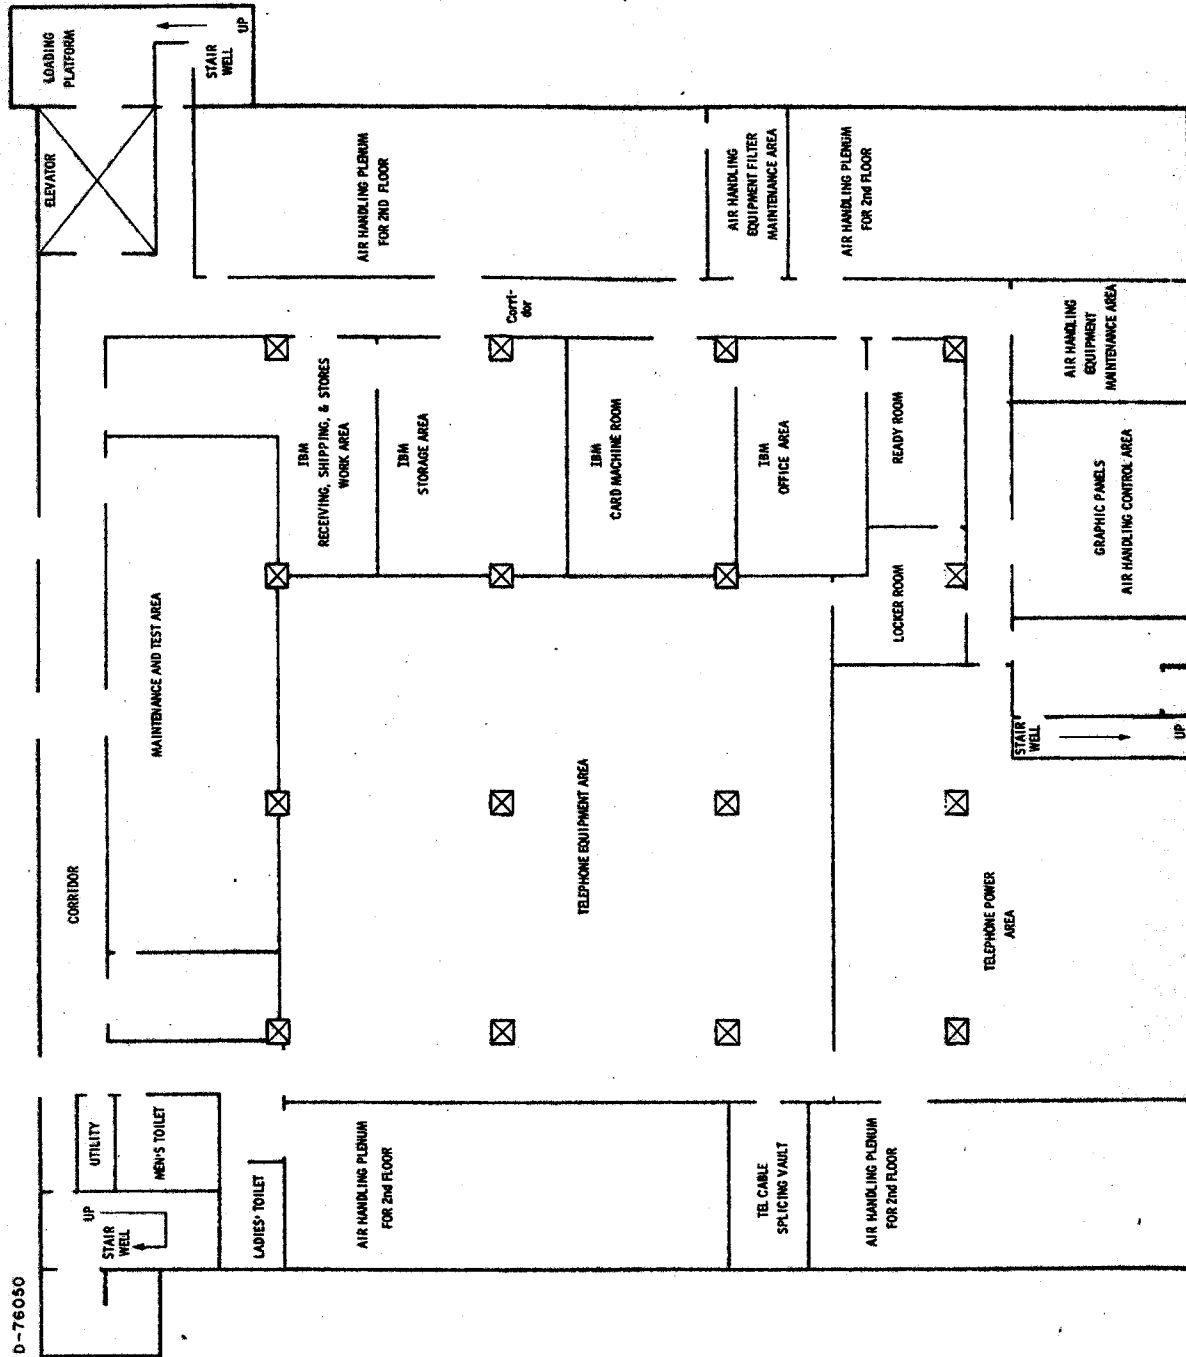 D-76050
LOADING
PLATFORM
UP
STAIR
WELL
ELEVATOR
CORRIDOR
UTILITY
MEN'S TOILET
UP
STAIR
WELL
LADIES' TOILET
MAINTENANCE AND TEST AREA
AIR HANDLING PLENUM
FOR 2ND FLOOR
IBM
RECEIVING, SHIPPING, & STORES
WORK AREA
IBM
STORAGE AREA
Corri-
dor
IBM
CARD MACHINE ROOM
TELEPHONE EQUIPMENT AREA
AIR HANDLING PLENUM
FOR 2nd FLOOR
AIR HANDLING
EQUIPMENT FILTER
MAINTENANCE AREA
IBM
OFFICE AREA
TEL CABLE
SPLICING VAULT
AIR HANDLING PLENUM
FOR 2nd FLOOR
READY ROOM
LOCKER ROOM
AIR HANDLING PLENUM
FOR 2nd FLOOR
TELEPHONE POWER
AREA
STAIR
WELL
UP
AIR HANDLING
EQUIPMENT
MAINTENANCE AREA
GRAPHIC PANELS
AIR HANDLING CONTROL AREA